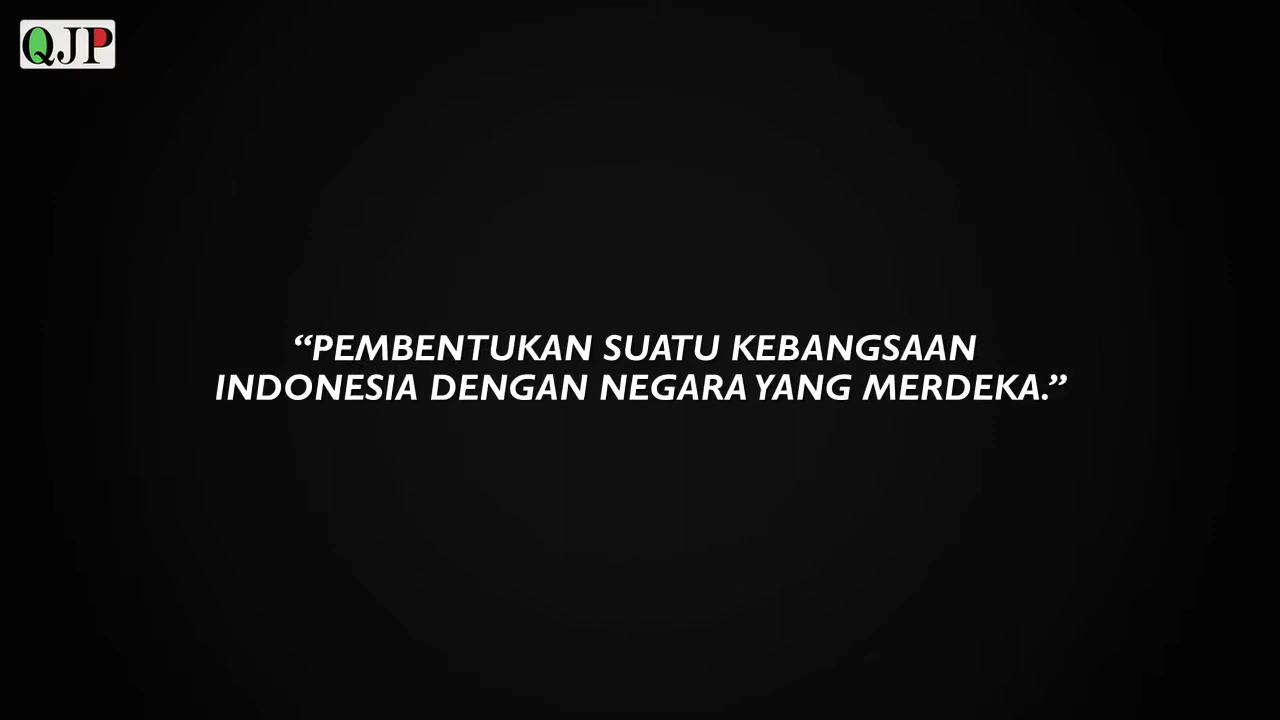 QJP
“PEMBENTUKAN SUATU KEBANGSAAN
INDONESIA DENGAN NEGARA YANG MERDEKA.”